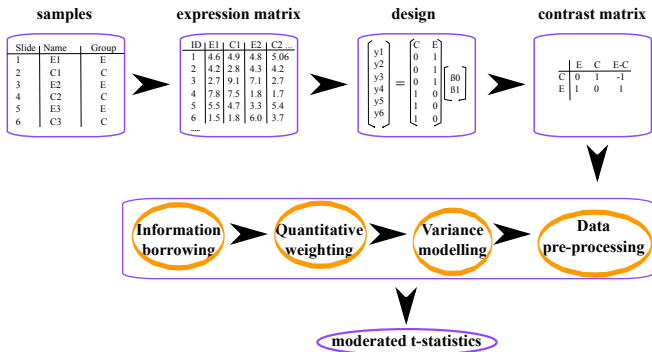 samples
Slide Name Group
1 E1 E
2 C1 C
3 E2 E
4 C2 C
5 E3 E
6 C3 C
expression matrix
ID E1 C1 E2 C2 ...
1 4.6 4.9 4.8 5.06
2 4.2 2.8 4.3 4.2
3 2.7 9.1 7.1 2.7
4 7.8 7.5 1.8 1.7
5 5.5 4.7 3.3 5.4
6 1.5 1.8 6.0 3.7
.....
design
y1
y2
y3
y4
y5
y6
=
C E
0 1
0 1
0 1
1 0
1 0
1 0
ß0
ß1
contrast matrix
E C E-C
C 0 1 -1
E 1 0 1
Information
borrowing
Quantitative
weighting
Variance
modelling
Data
pre-processing
moderated t-statistics